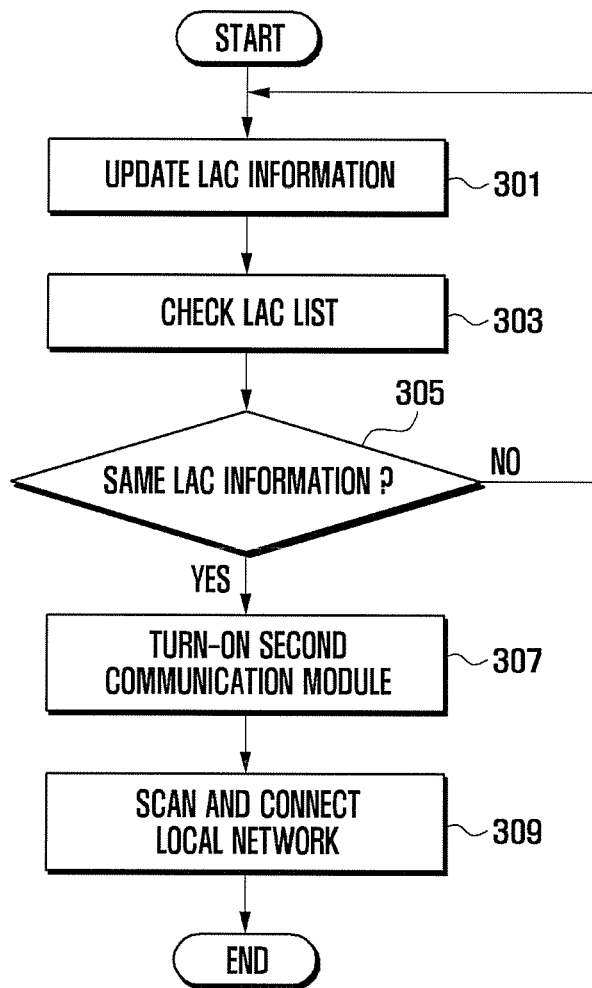 START
UPDATE LAC INFORMATION
301
CHECK LAC LIST
303
305
SAME LAC INFORMATION ?
NO
YES
TURN-ON SECOND
COMMUNICATION MODULE
307
SCAN AND CONNECT
LOCAL NETWORK
309
END